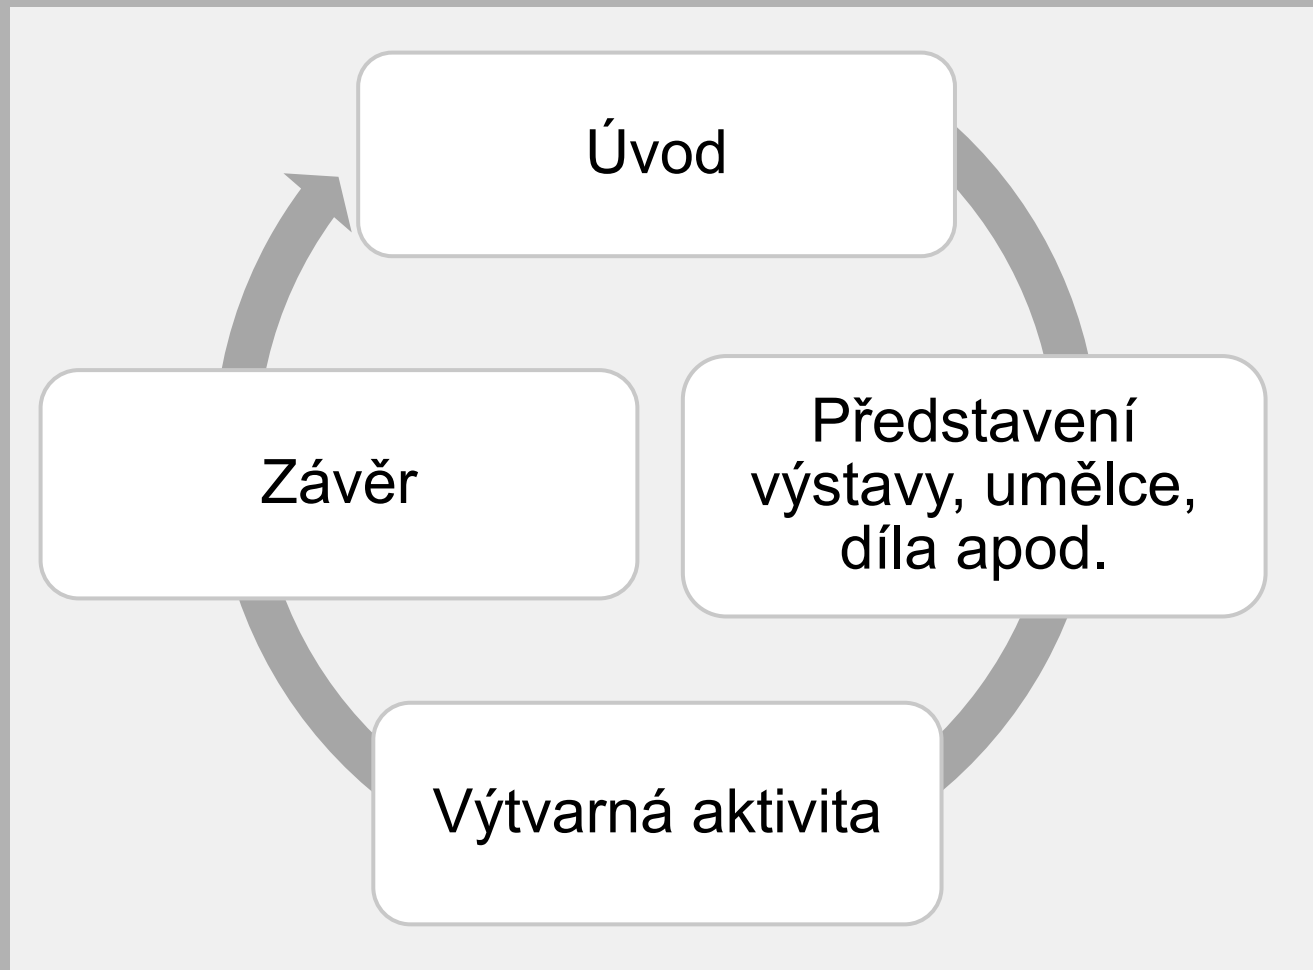 Úvod
Představení
výstavy, umělce,
díla apod.
Výtvarná aktivita
Závěr